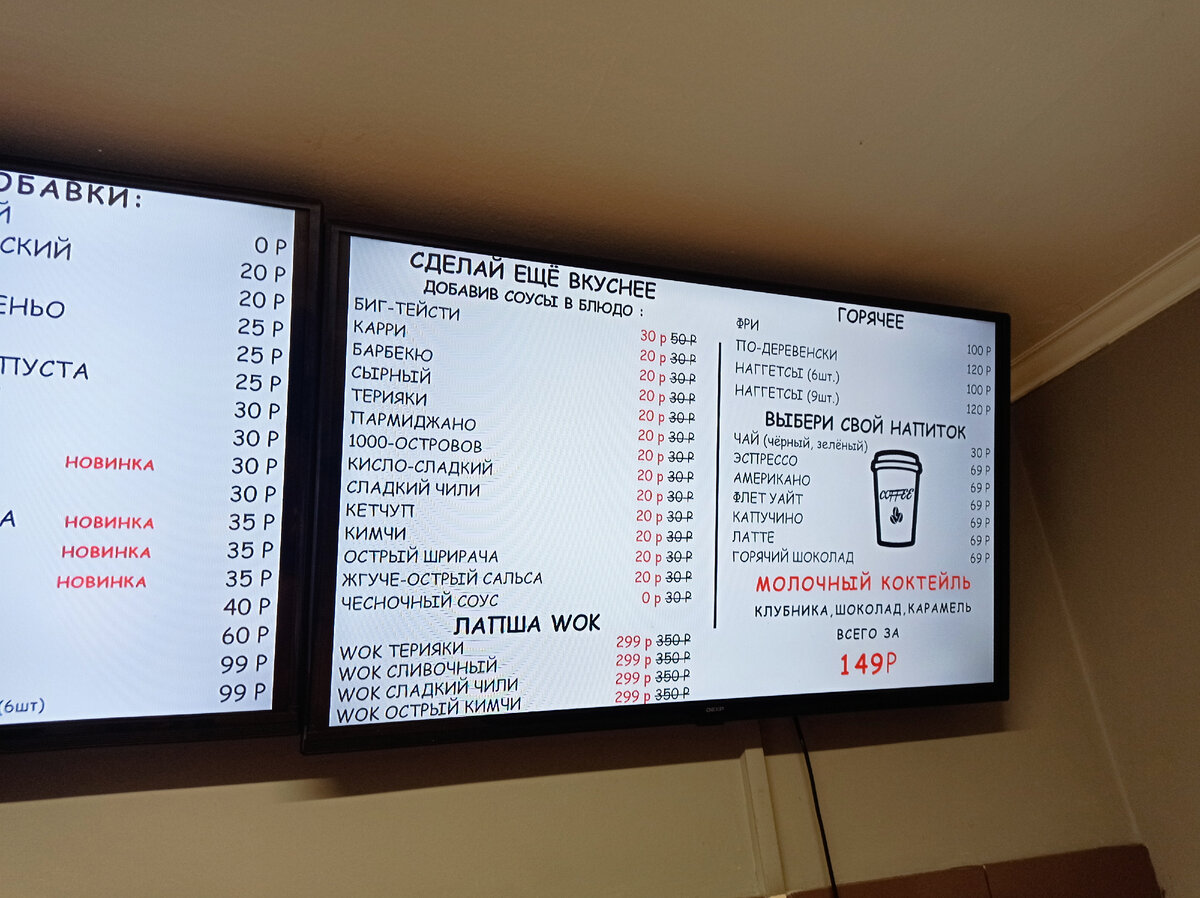 ОБАВКИ:
Й
СКИЙ 0 Р
20 Р
ЕНЬО 20 Р
25 Р
ПУСТА 25 Р
25 Р
30 Р
30 Р
НОВИНКА 30 Р
30 Р
А НОВИНКА 35 Р
НОВИНКА 35 Р
НОВИНКА 35 Р
40 Р
60 Р
99 Р
99 Р
(6шт)
СДЕЛАЙ ЕЩЁ ВКУСНЕЕ
ДОБАВИВ СОУСЫ В БЛЮДО :
БИГ-ТЕЙСТИ 30 р 50 Р
КАРРИ 20 р 30 Р
БАРБЕКЮ 20 р 30 Р
СЫРНЫЙ 20 р 30 Р
ТЕРИЯКИ 20 р 30 Р
ПАРМИДЖАНО 20 р 30 Р
1000-ОСТРОВОВ 20 р 30 Р
КИСЛО-СЛАДКИЙ 20 р 30 Р
СЛАДКИЙ ЧИЛИ 20 р 30 Р
КЕТЧУП 20 р 30 Р
КИМЧИ 20 р 30 Р
ОСТРЫЙ ШРИРАЧА 20 р 30 Р
ЖГУЧЕ-ОСТРЫЙ САЛЬСА 20 р 30 Р
ЧЕСНОЧНЫЙ СОУС 0 р 30 Р
ЛАПША WOK
WOK ТЕРИЯКИ 299 р 350 Р
WOK СЛИВОЧНЫЙ 299 р 350 Р
WOK СЛАДКИЙ ЧИЛИ 299 р 350 Р
WOK ОСТРЫЙ КИМЧИ 299 р 350 Р
ГОРЯЧЕЕ
ФРИ 100 Р
ПО-ДЕРЕВЕНСКИ 120 Р
НАГГЕТСЫ (6шт.) 100 Р
НАГГЕТСЫ (9шт.) 120 Р
ВЫБЕРИ СВОЙ НАПИТОК
ЧАЙ (чёрный, зелёный) 30 Р
ЭСПРЕССО 69 Р
АМЕРИКАНО 69 Р
ФЛЕТ УАЙТ 69 Р
КАПУЧИНО 69 Р
ЛАТТЕ 69 Р
ГОРЯЧИЙ ШОКОЛАД 69 Р
COFFEE
МОЛОЧНЫЙ КОКТЕЙЛЬ
КЛУБНИКА,ШОКОЛАД,КАРАМЕЛЬ
ВСЕГО ЗА
149Р
DEXP